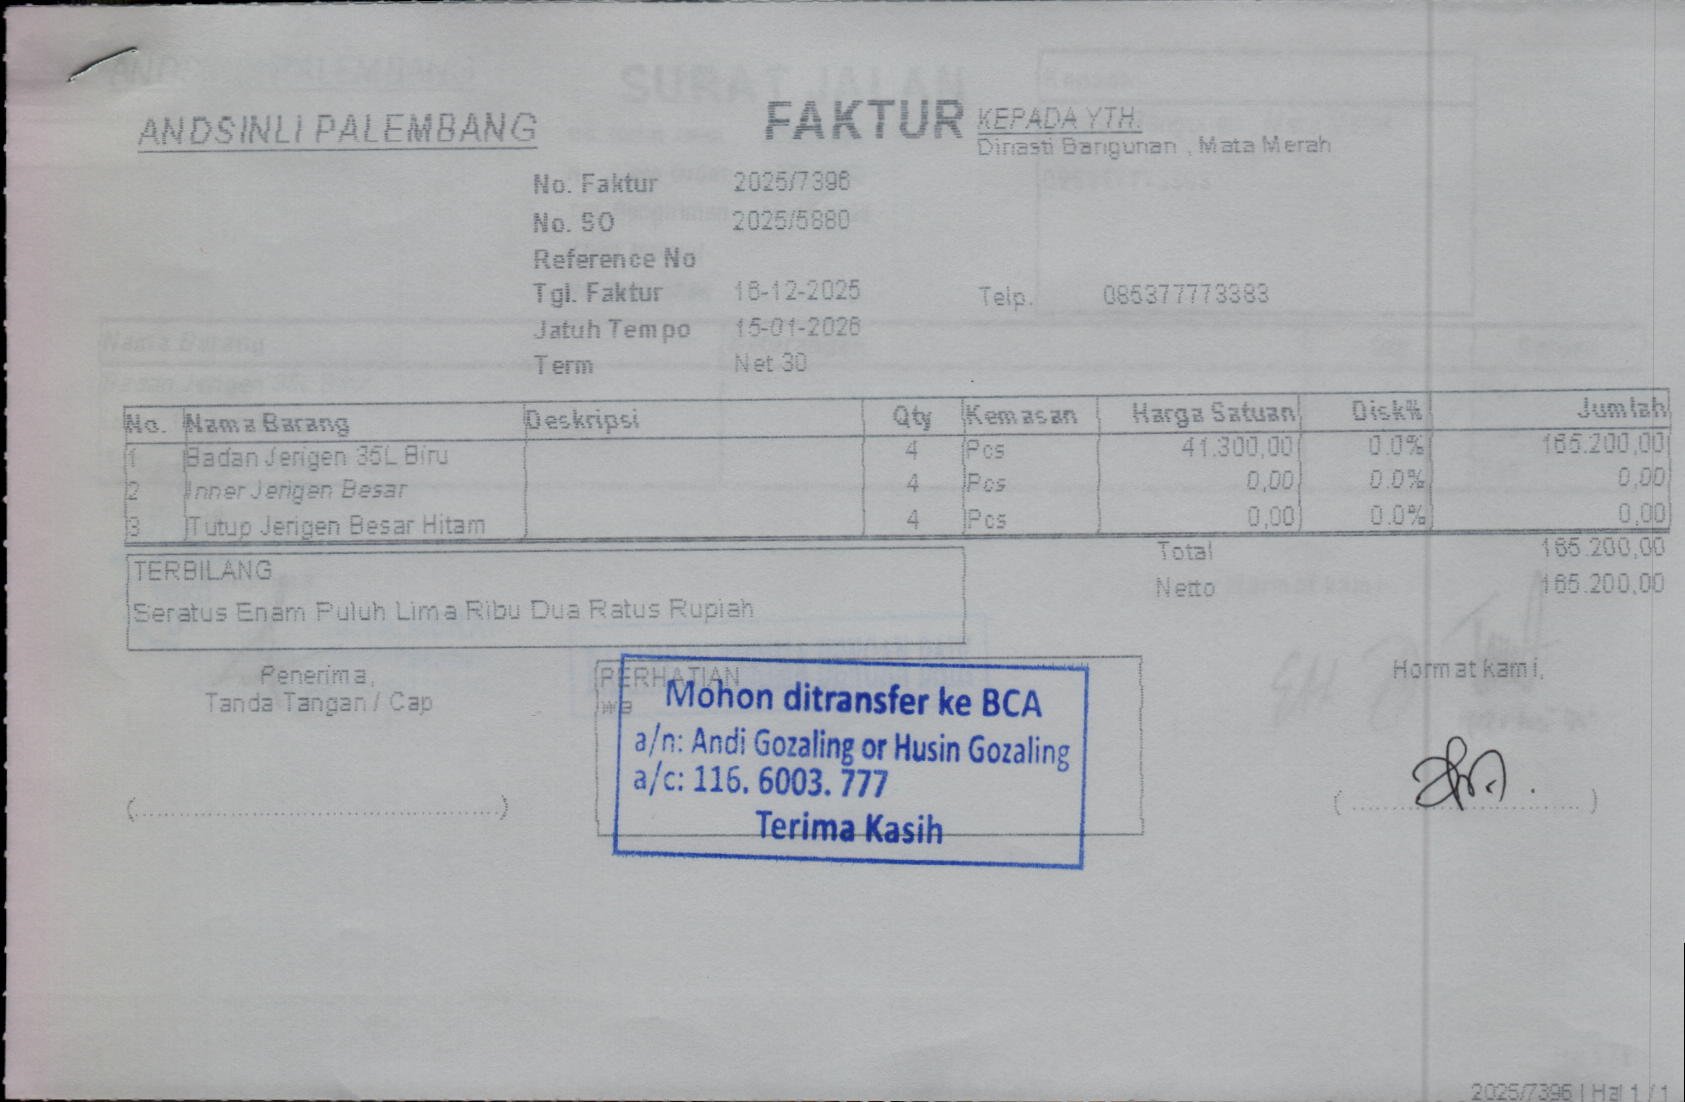 ANDSINLI PALEMBANG
FAKTUR
KEPADA YTH.
Dinasti Bangunan , Mata Merah
No. Faktur 2025/7396
No. SO 2025/5880
Reference No
Tgl. Faktur 16-12-2025
Telp. 085377773383
Jatuh Tempo 15-01-2026
Term Net 30
No. Nama Barang Deskripsi Qty Kemasan Harga Satuan Disk% Jumlah
1 Badan Jerigen 35L Biru 4 Pcs 41.300,00 0.0% 165.200,00
2 Inner Jerigen Besar 4 Pcs 0,00 0.0% 0,00
3 Tutup Jerigen Besar Hitam 4 Pcs 0,00 0.0% 0,00
Total 165.200,00
Netto 165.200,00
TERBILANG
Seratus Enam Puluh Lima Ribu Dua Ratus Rupiah
Penerima,
Tanda Tangan / Cap
PERHATIAN
Mohon ditransfer ke BCA
a/n: Andi Gozaling or Husin Gozaling
a/c: 116. 6003. 777
Terima Kasih
Hormat kami,
2025/7396 | Hal 1 / 1
SURAT JALAN